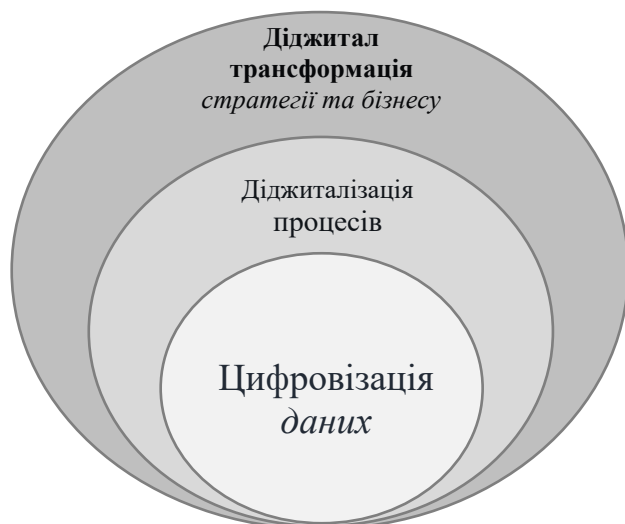 Діджитал
трансформація
стратегії та бізнесу
Діджиталізація
процесів
Цифровізація
даних